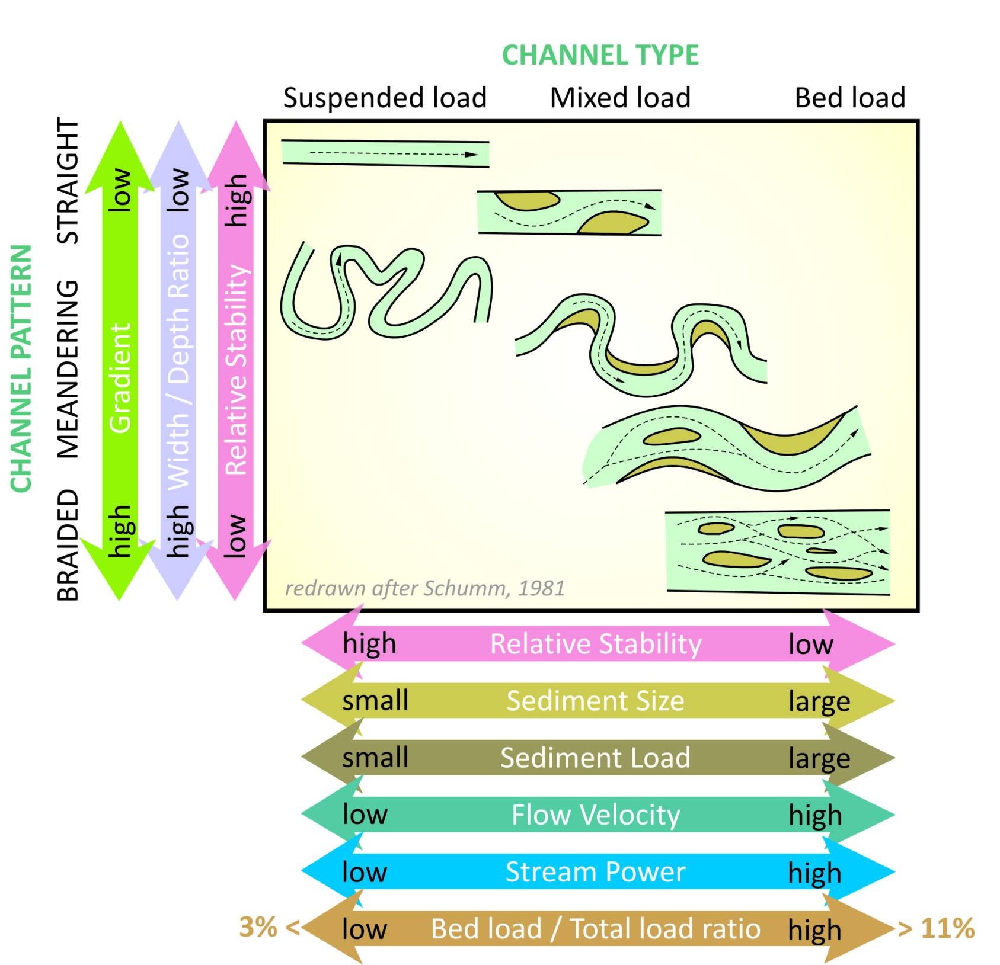 CHANNEL TYPE
Suspended load Mixed load Bed load
CHANNEL PATTERN
STRAIGHT
MEANDERING
BRAIDED
low Gradient high
low Width / Depth Ratio high
high Relative Stability low
redrawn after Schumm, 1981
high Relative Stability low
small Sediment Size large
small Sediment Load large
low Flow Velocity high
low Stream Power high
3% < low Bed load / Total load ratio high > 11%